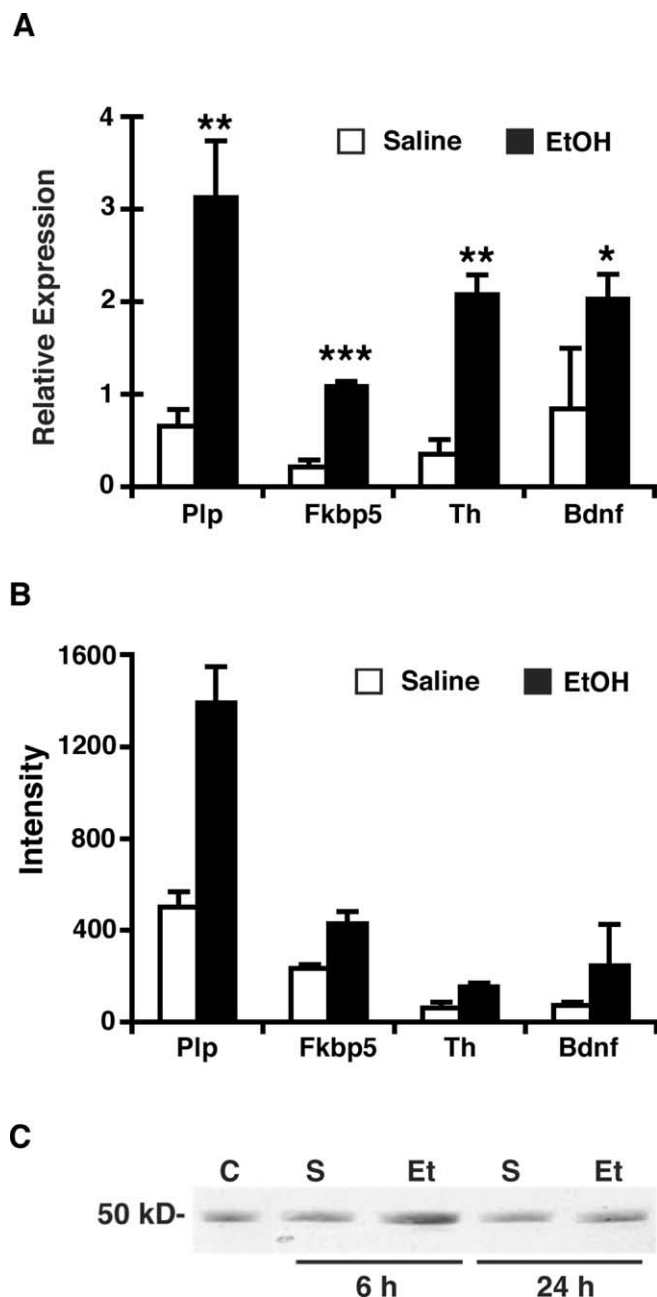 A
Relative Expression
4
3
2
1
0
Saline
EtOH
**
***
**
*
Plp
Fkbp5
Th
Bdnf
B
Intensity
1600
1200
800
400
0
Saline
EtOH
Plp
Fkbp5
Th
Bdnf
C
C S Et S Et
50 kD-
6 h 24 h